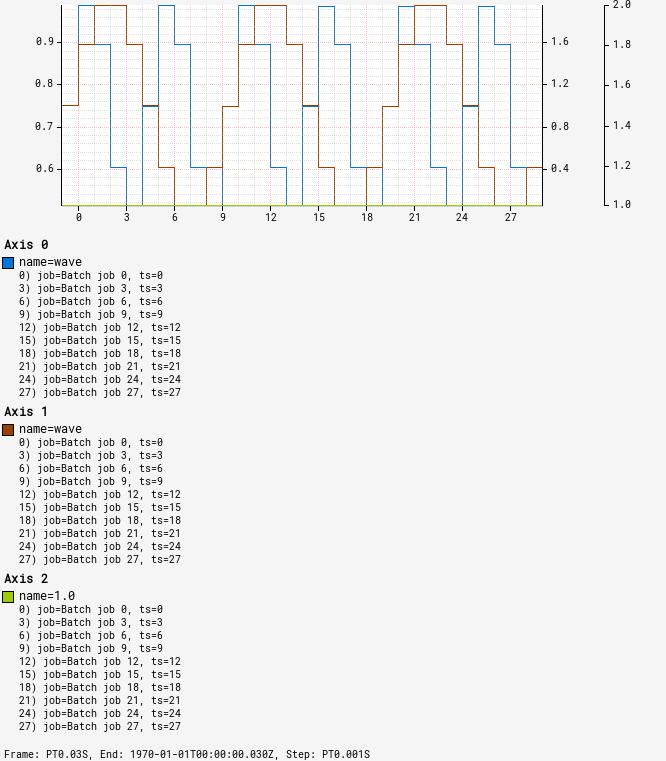 2.0
0.9 1.6 1.8
0.8 1.2 1.6
0.7 0.8 1.4
0.6 0.4 1.2
1.0
0 3 6 9 12 15 18 21 24 27
Axis 0
name=wave
0) job=Batch job 0, ts=0
3) job=Batch job 3, ts=3
6) job=Batch job 6, ts=6
9) job=Batch job 9, ts=9
12) job=Batch job 12, ts=12
15) job=Batch job 15, ts=15
18) job=Batch job 18, ts=18
21) job=Batch job 21, ts=21
24) job=Batch job 24, ts=24
27) job=Batch job 27, ts=27
Axis 1
name=wave
0) job=Batch job 0, ts=0
3) job=Batch job 3, ts=3
6) job=Batch job 6, ts=6
9) job=Batch job 9, ts=9
12) job=Batch job 12, ts=12
15) job=Batch job 15, ts=15
18) job=Batch job 18, ts=18
21) job=Batch job 21, ts=21
24) job=Batch job 24, ts=24
27) job=Batch job 27, ts=27
Axis 2
name=1.0
0) job=Batch job 0, ts=0
3) job=Batch job 3, ts=3
6) job=Batch job 6, ts=6
9) job=Batch job 9, ts=9
12) job=Batch job 12, ts=12
15) job=Batch job 15, ts=15
18) job=Batch job 18, ts=18
21) job=Batch job 21, ts=21
24) job=Batch job 24, ts=24
27) job=Batch job 27, ts=27
Frame: PT0.03S, End: 1970-01-01T00:00:00.030Z, Step: PT0.001S